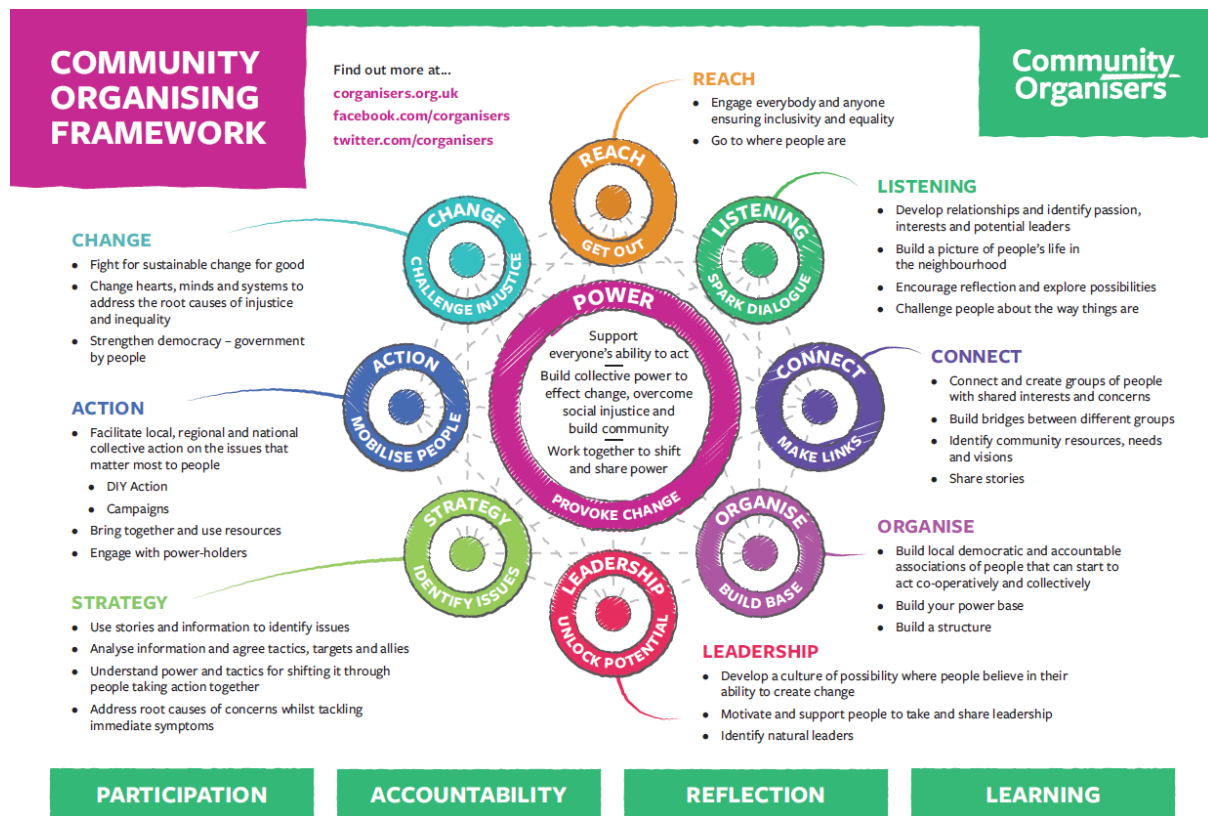 COMMUNITY
ORGANISING
FRAMEWORK
Find out more at...
corganisers.org.uk
facebook.com/corganisers
twitter.com/corganisers
Community
Organisers
REACH
• Engage everybody and anyone
ensuring inclusivity and equality
• Go to where people are
LISTENING
• Develop relationships and identify passion,
interests and potential leaders
• Build a picture of people's life in
the neighbourhood
• Encourage reflection and explore possibilities
• Challenge people about the way things are
CONNECT
• Connect and create groups of people
with shared interests and concerns
• Build bridges between different groups
• Identify community resources, needs
and visions
• Share stories
ORGANISE
• Build local democratic and accountable
associations of people that can start to
act co-operatively and collectively
• Build your power base
• Build a structure
LEADERSHIP
• Develop a culture of possibility where people believe in their
ability to create change
• Motivate and support people to take and share leadership
• Identify natural leaders
STRATEGY
• Use stories and information to identify issues
• Analyse information and agree tactics, targets and allies
• Understand power and tactics for shifting it through
people taking action together
• Address root causes of concerns whilst tackling
immediate symptoms
ACTION
• Facilitate local, regional and national
collective action on the issues that
matter most to people
• DIY Action
• Campaigns
• Bring together and use resources
• Engage with power-holders
CHANGE
• Fight for sustainable change for good
• Change hearts, minds and systems to
address the root causes of injustice
and inequality
• Strengthen democracy – government
by people
REACH
GET OUT
LISTENING
SPARK DIALOGUE
CONNECT
MAKE LINKS
ORGANISE
BUILD BASE
LEADERSHIP
UNLOCK POTENTIAL
STRATEGY
IDENTIFY ISSUES
ACTION
MOBILISE PEOPLE
CHANGE
CHALLENGE INJUSTICE
POWER
Support
everyone's ability to act
Build collective power to
effect change, overcome
social injustice and
build community
Work together to shift
and share power
PROVOKE CHANGE
PARTICIPATION
ACCOUNTABILITY
REFLECTION
LEARNING